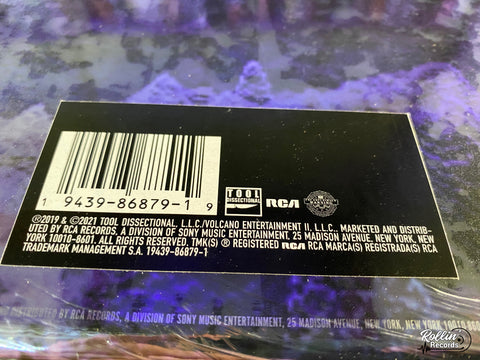 1 9439-86879-1 9
TOOL
DISSECTIONAL
RCA
℗2019 & ©2021 TOOL DISSECTIONAL, L.L.C./VOLCANO ENTERTAINMENT II. L.L.C.. MARKETED AND DISTRIB-
UTED BY RCA RECORDS, A DIVISION OF SONY MUSIC ENTERTAINMENT, 25 MADISON AVENUE, NEW YORK, NEW
YORK 10010-8601. ALL RIGHTS RESERVED. TMK(S) ® REGISTERED RCA RCA MARCA(S) REGISTRADA(S) RCA
TRADEMARK MANAGEMENT S.A. 19439-86879-1
DISTRIBUTED BY RCA RECORDS, A DIVISION OF SONY MUSIC ENTERTAINMENT, 25 MADISON AVENUE, NEW YORK, NEW YORK 10010-860
Rollin
Records